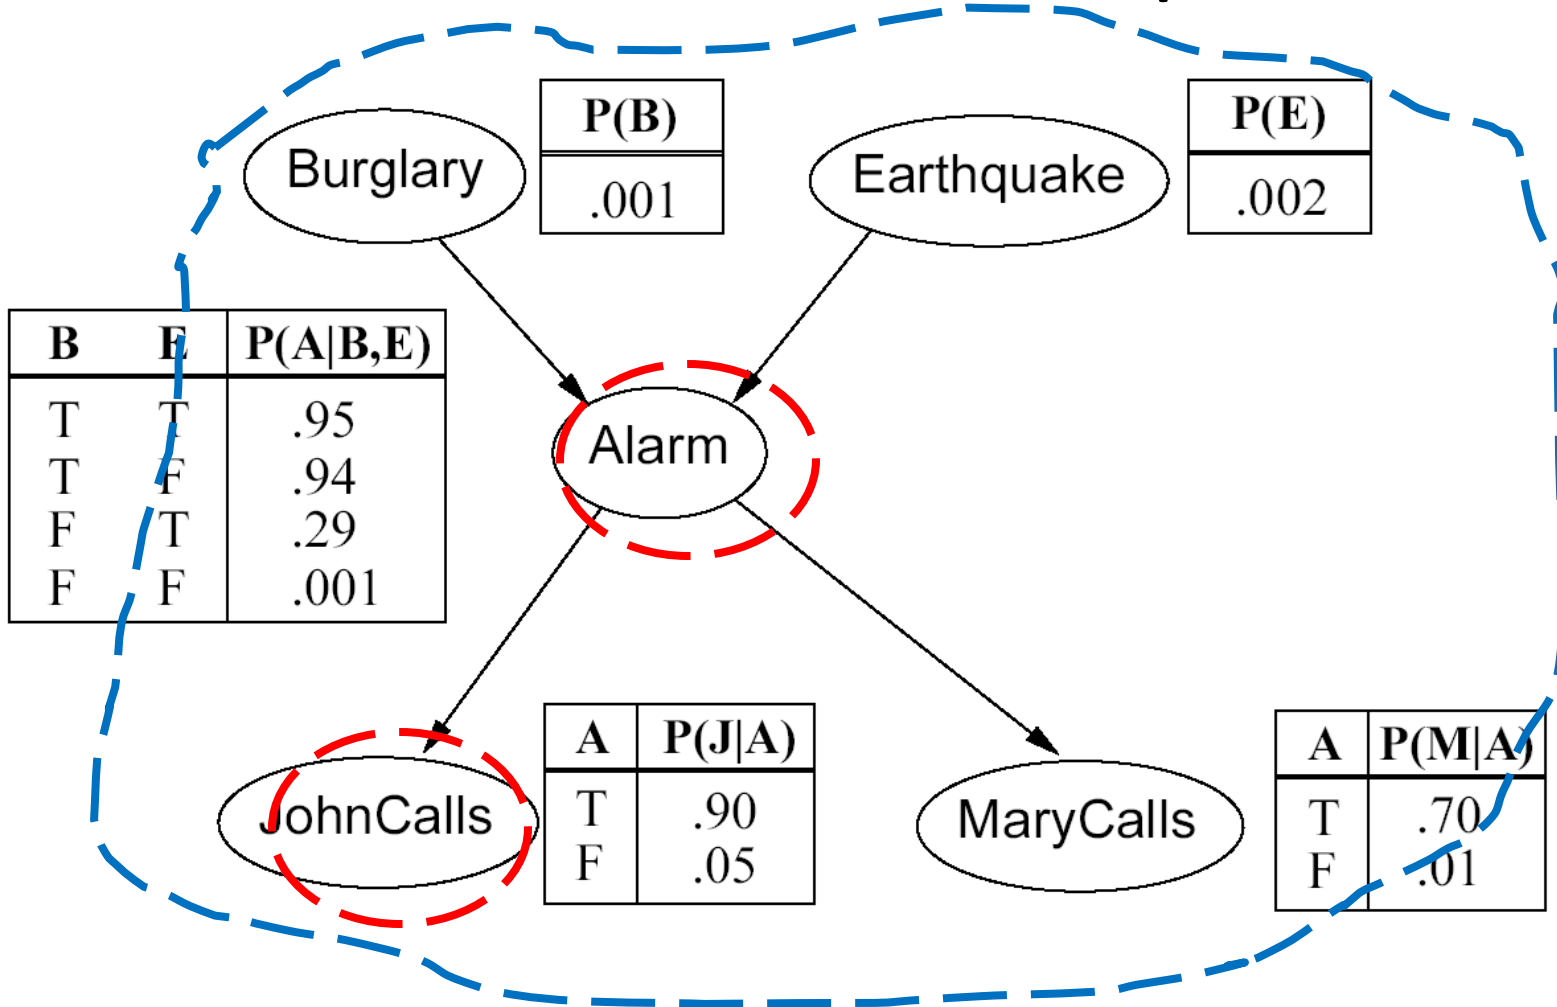 P(B)
.001
P(E)
.002
Burglary
Earthquake
B E P(A|B,E)
T T .95
T F .94
F T .29
F F .001
Alarm
JohnCalls
A P(J|A)
T .90
F .05
MaryCalls
A P(M|A)
T .70
F .01